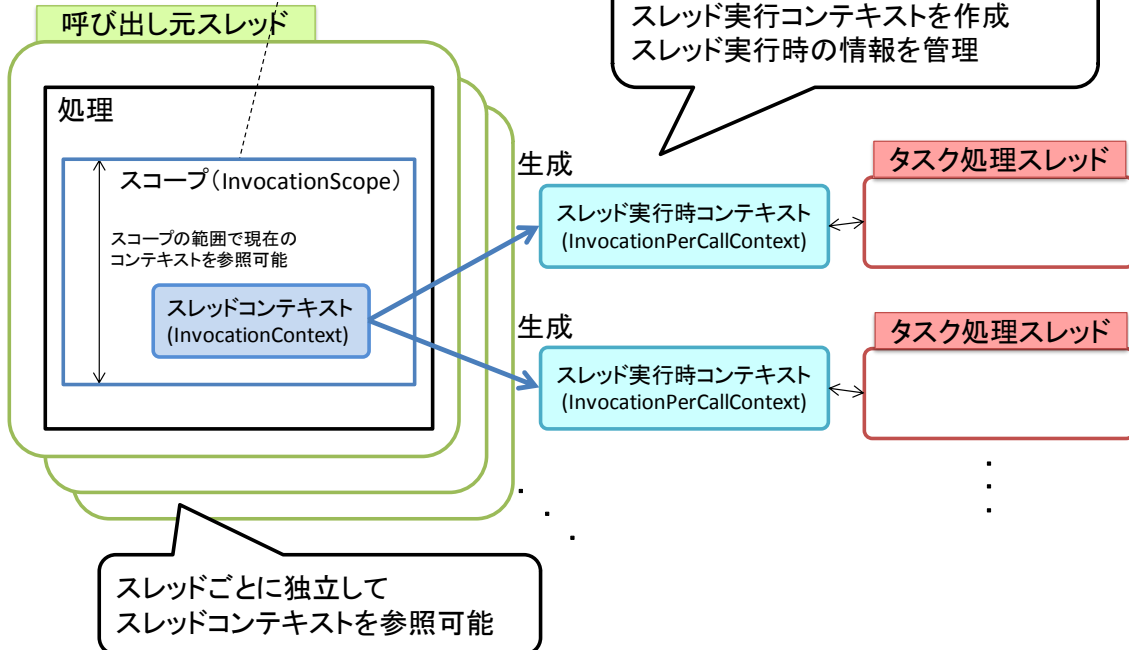 呼び出し元スレッド
スレッド実行コンテキストを作成
スレッド実行時の情報を管理
処理
スコープ(InvocationScope)
スコープの範囲で現在の
コンテキストを参照可能
スレッドコンテキスト
(InvocationContext)
生成
スレッド実行時コンテキスト
(InvocationPerCallContext)
タスク処理スレッド
生成
スレッド実行時コンテキスト
(InvocationPerCallContext)
タスク処理スレッド
スレッドごとに独立して
スレッドコンテキストを参照可能